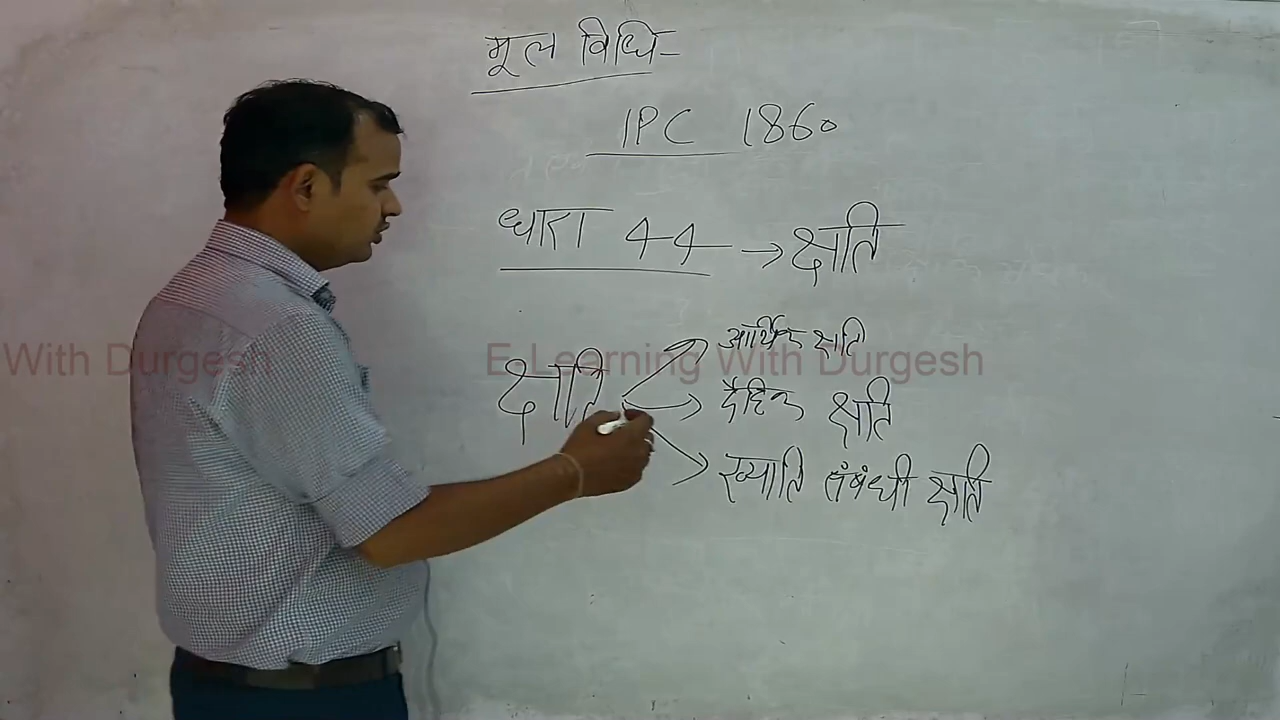 मूल विधि-
IPC 1860
धारा 44 → क्षति
क्षति → आर्थिक क्षति
→ दैहिक क्षति
→ ख्याति संबंधी क्षति
With Durgesh
E Learning With Durgesh